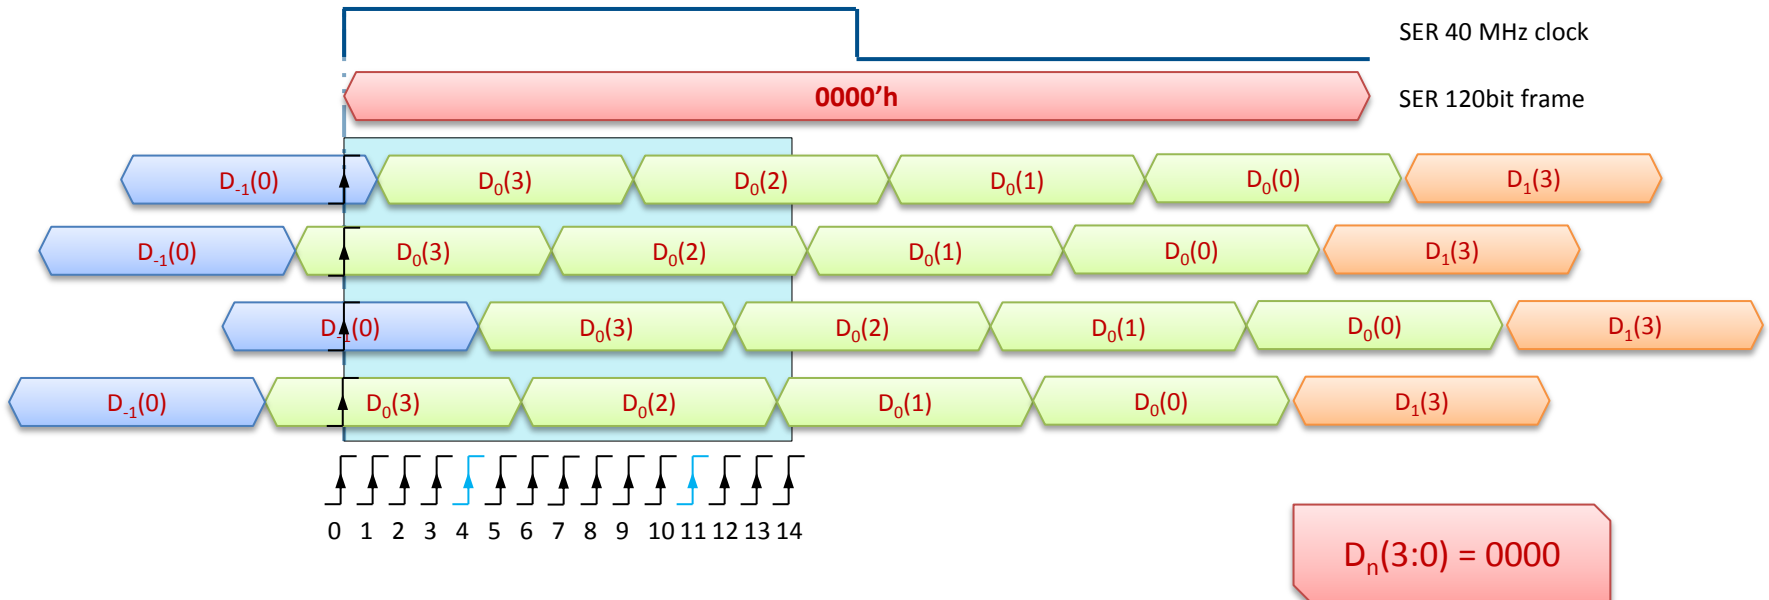 SER 40 MHz clock
0000’h
SER 120bit frame
D₋₁(0) D₀(3) D₀(2) D₀(1) D₀(0) D₁(3)
D₋₁(0) D₀(3) D₀(2) D₀(1) D₀(0) D₁(3)
D₋₁(0) D₀(3) D₀(2) D₀(1) D₀(0) D₁(3)
D₋₁(0) D₀(3) D₀(2) D₀(1) D₀(0) D₁(3)
0 1 2 3 4 5 6 7 8 9 10 11 12 13 14
Dₙ(3:0) = 0000